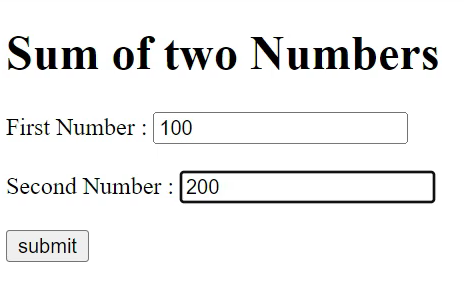 Sum of two Numbers
First Number : 100
Second Number : 200
submit